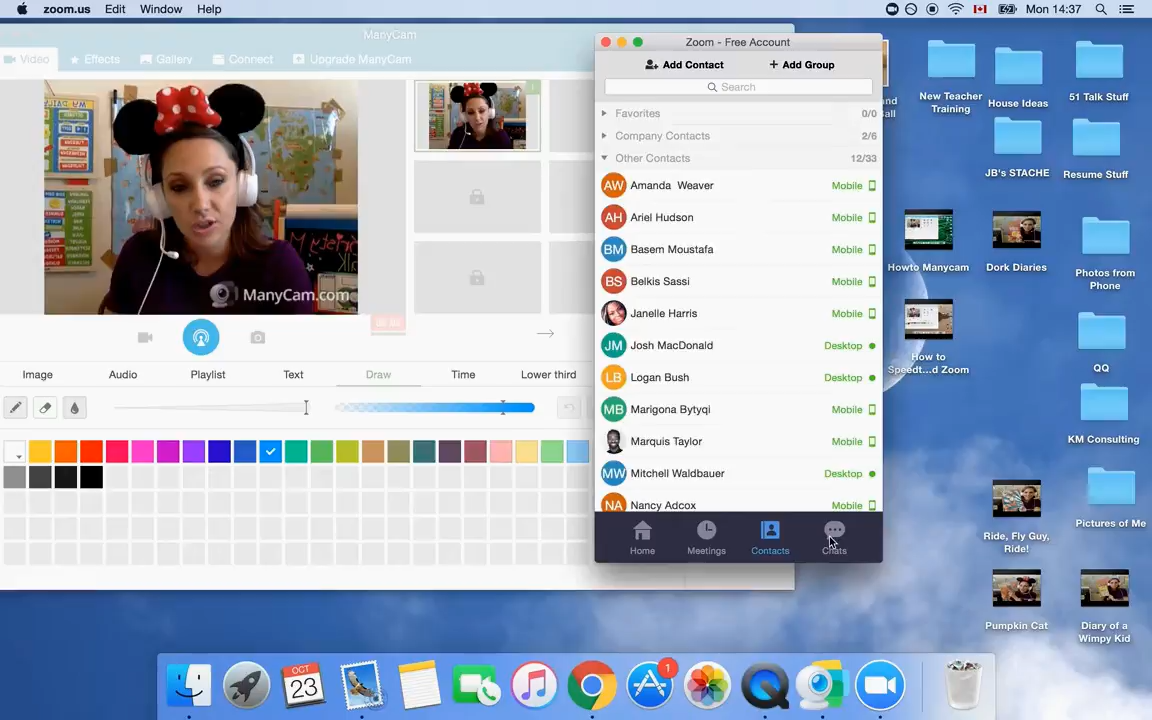 zoom.us Edit Window Help
Mon 14:37
ManyCam
Video Effects Gallery Connect Upgrade ManyCam
ManyCam.com
Image Audio Playlist Text Draw Time Lower third
Zoom - Free Account
Add Contact + Add Group
Search
Favorites 0/0
Company Contacts 2/6
Other Contacts 12/33
AW Amanda Weaver Mobile
AH Ariel Hudson Mobile
BM Basem Moustafa Mobile
BS Belkis Sassi Mobile
Janelle Harris Mobile
JM Josh MacDonald Desktop
LB Logan Bush Desktop
MB Marigona Bytyqi Mobile
Marquis Taylor Mobile
MW Mitchell Waldbauer Desktop
NA Nancy Adcox Mobile
Home Meetings Contacts Chats
New Teacher
Training
House Ideas
51 Talk Stuff
JB's STACHE
Resume Stuff
Howto Manycam
Dork Diaries
Photos from
Phone
How to
Speedt...d Zoom
QQ
KM Consulting
Ride, Fly Guy,
Ride!
Pictures of Me
Pumpkin Cat
Diary of a
Wimpy Kid
OCT
23
1